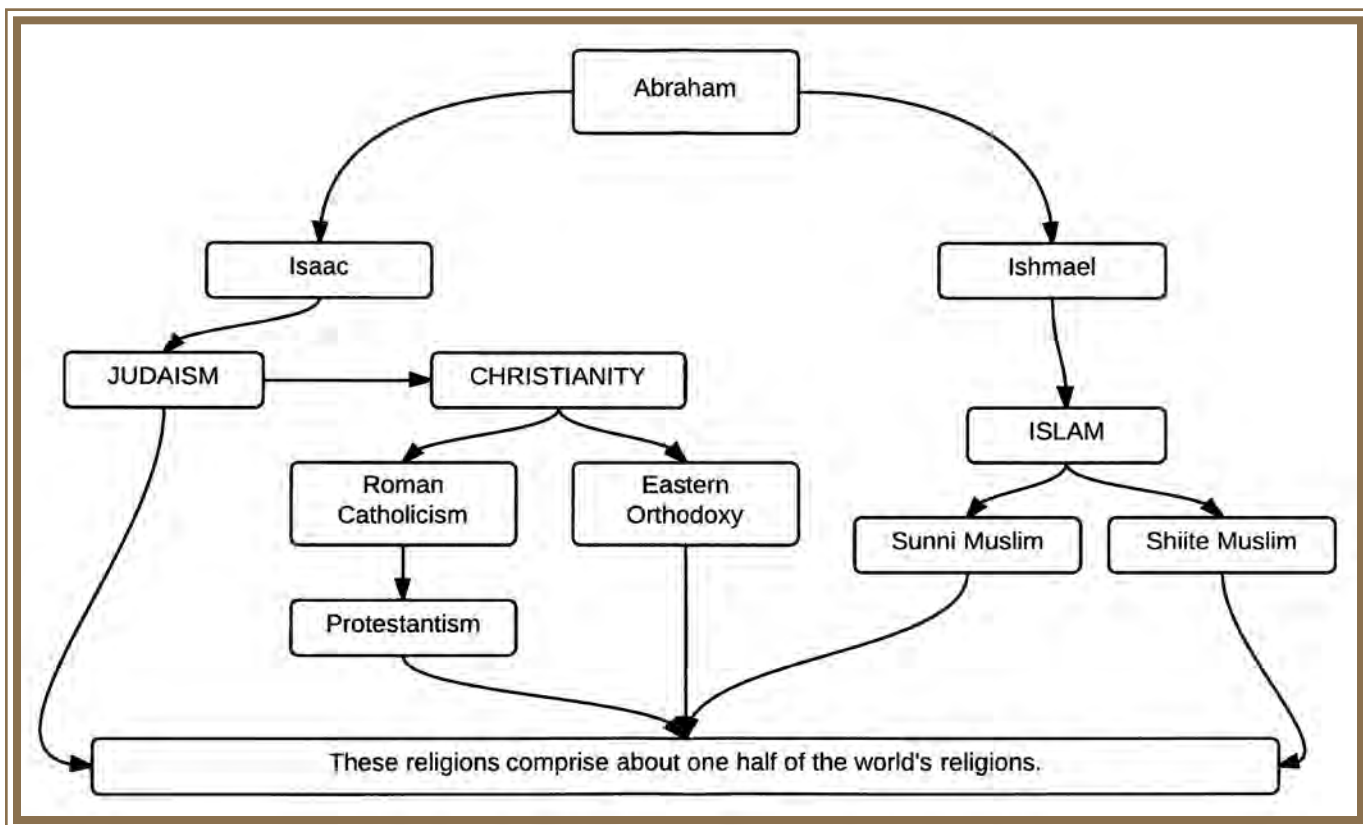 Abraham
Isaac
Ishmael
JUDAISM
CHRISTIANITY
ISLAM
Roman
Catholicism
Eastern
Orthodoxy
Sunni Muslim
Shiite Muslim
Protestantism
These religions comprise about one half of the world's religions.